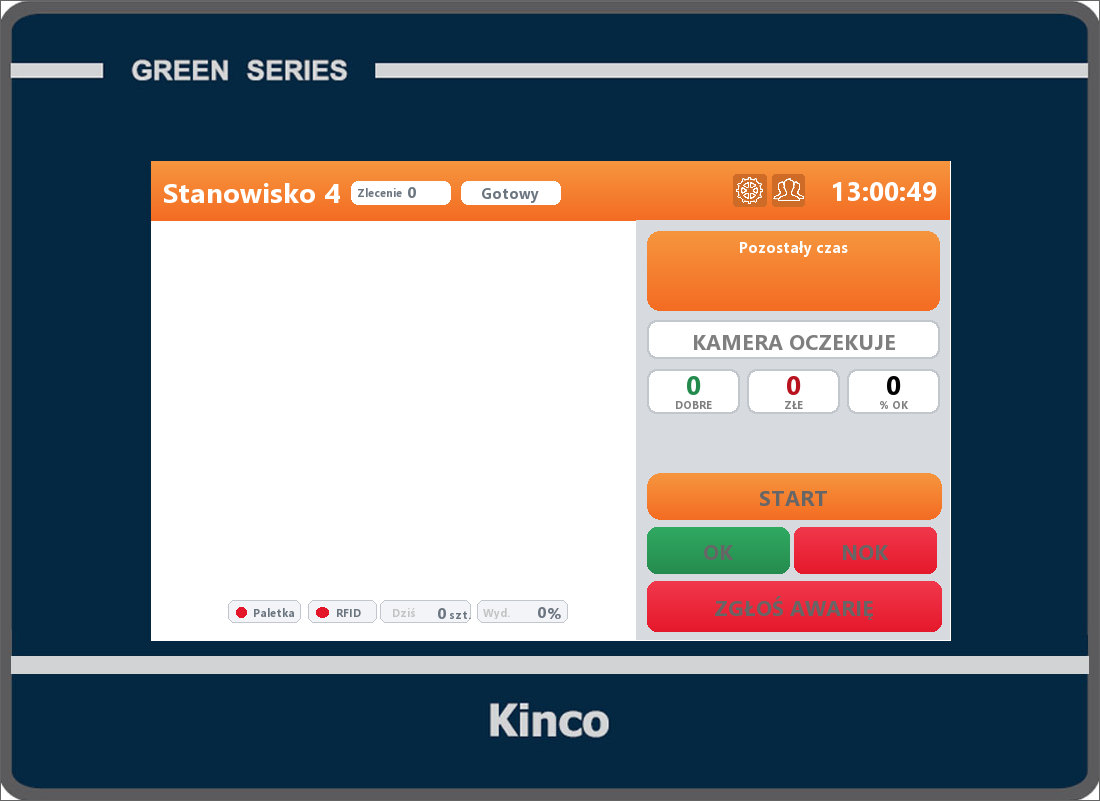 GREEN SERIES
Stanowisko 4 Zlecenie 0 Gotowy 13:00:49
Pozostały czas
KAMERA OCZEKUJE
0 0 0
DOBRE ZŁE % OK
START
OK NOK
ZGŁOŚ AWARIĘ
Paletka RFID Dziś 0 szt. Wyd. 0%
Kinco